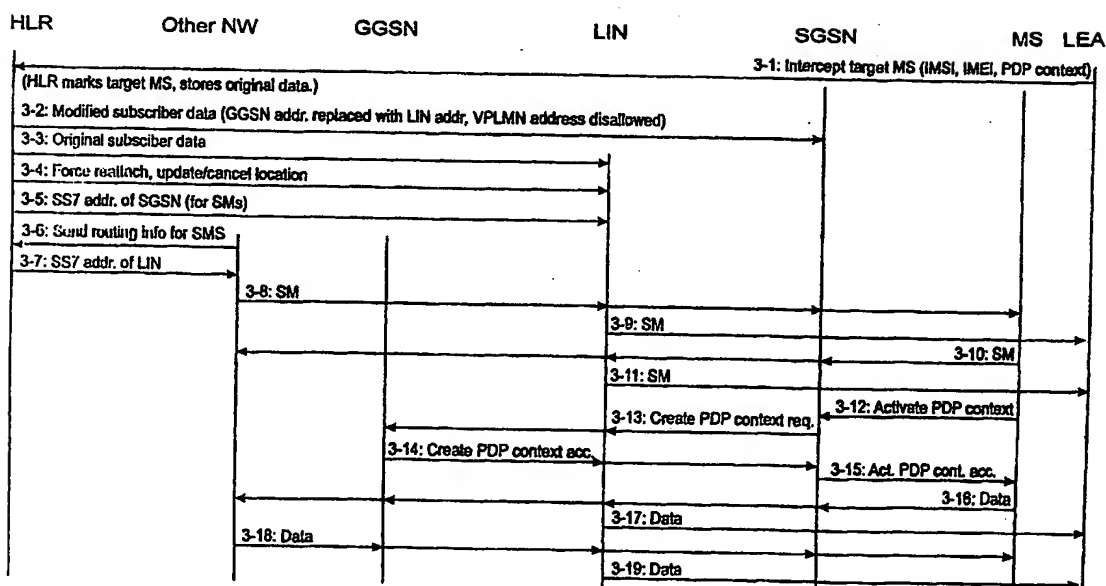 HLR Other NW GGSN LIN SGSN MS LEA
3-1: Intercept target MS (IMSI, IMEI, PDP context)
(HLR marks target MS, stores original data.)
3-2: Modified subscriber data (GGSN addr. replaced with LIN addr, VPLMN address disallowed)
3-3: Original subsciber data
3-4: Force reattach, update/cancel location
3-5: SS7 addr. of SGSN (for SMs)
3-6: Send routing info for SMS
3-7: SS7 addr. of LIN
3-8: SM
3-9: SM
3-10: SM
3-11: SM
3-12: Activate PDP context
3-13: Create PDP context req.
3-14: Create PDP context acc.
3-15: Act. PDP cont. acc.
3-16: Data
3-17: Data
3-18: Data
3-19: Data